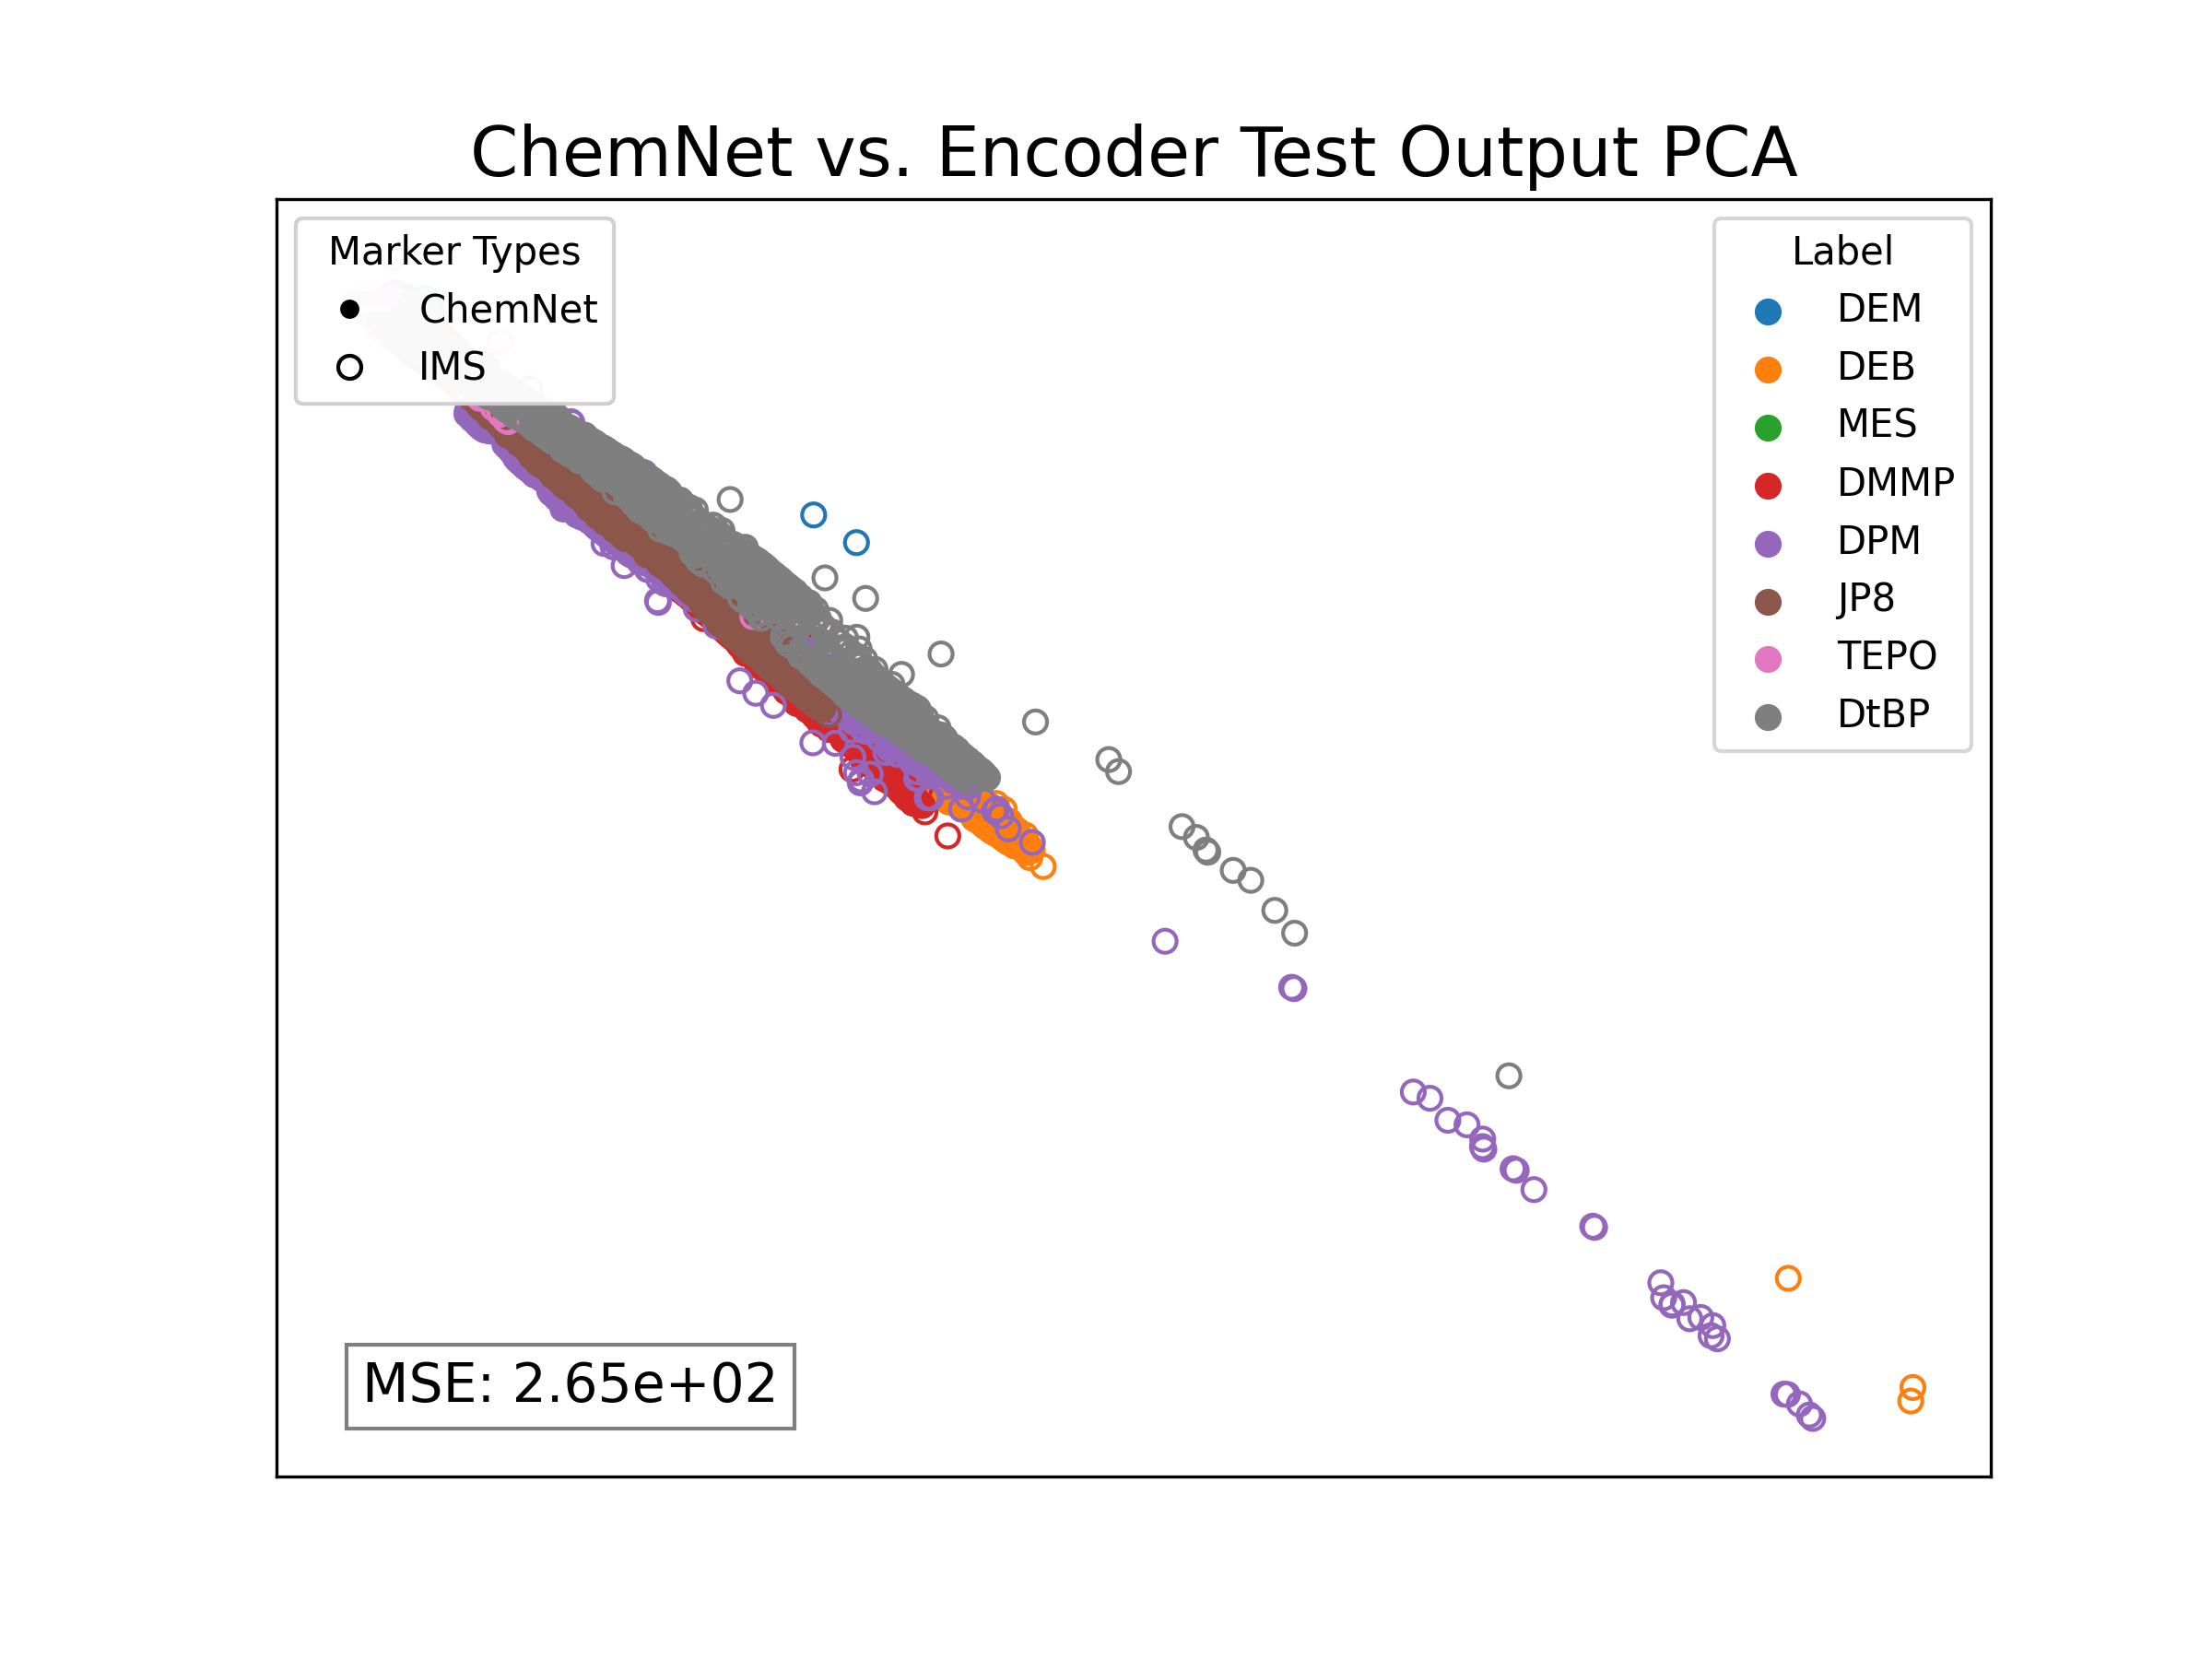 ChemNet vs. Encoder Test Output PCA
Marker Types
ChemNet
IMS
Label
DEM
DEB
MES
DMMP
DPM
JP8
TEPO
DtBP
MSE: 2.65e+02